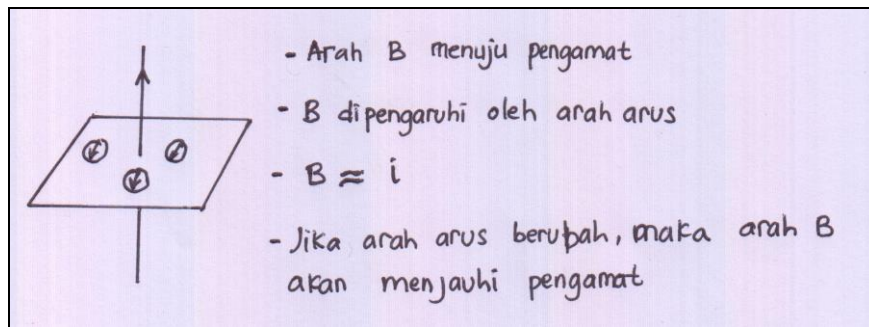 - Arah B menuju pengamat
- B dipengaruhi oleh arah arus
- B ≈ i
- Jika arah arus berubah, maka arah B
akan menjauhi pengamat